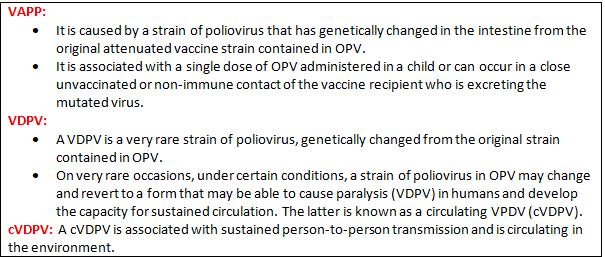 VAPP:
• It is caused by a strain of poliovirus that has genetically changed in the intestine from the
original attenuated vaccine strain contained in OPV.
• It is associated with a single dose of OPV administered in a child or can occur in a close
unvaccinated or non-immune contact of the vaccine recipient who is excreting the
mutated virus.
VDPV:
• A VDPV is a very rare strain of poliovirus, genetically changed from the original strain
contained in OPV.
• On very rare occasions, under certain conditions, a strain of poliovirus in OPV may change
and revert to a form that may be able to cause paralysis (VDPV) in humans and develop
the capacity for sustained circulation. The latter is known as a circulating VPDV (cVDPV).
cVDPV: A cVDPV is associated with sustained person-to-person transmission and is circulating in
the environment.